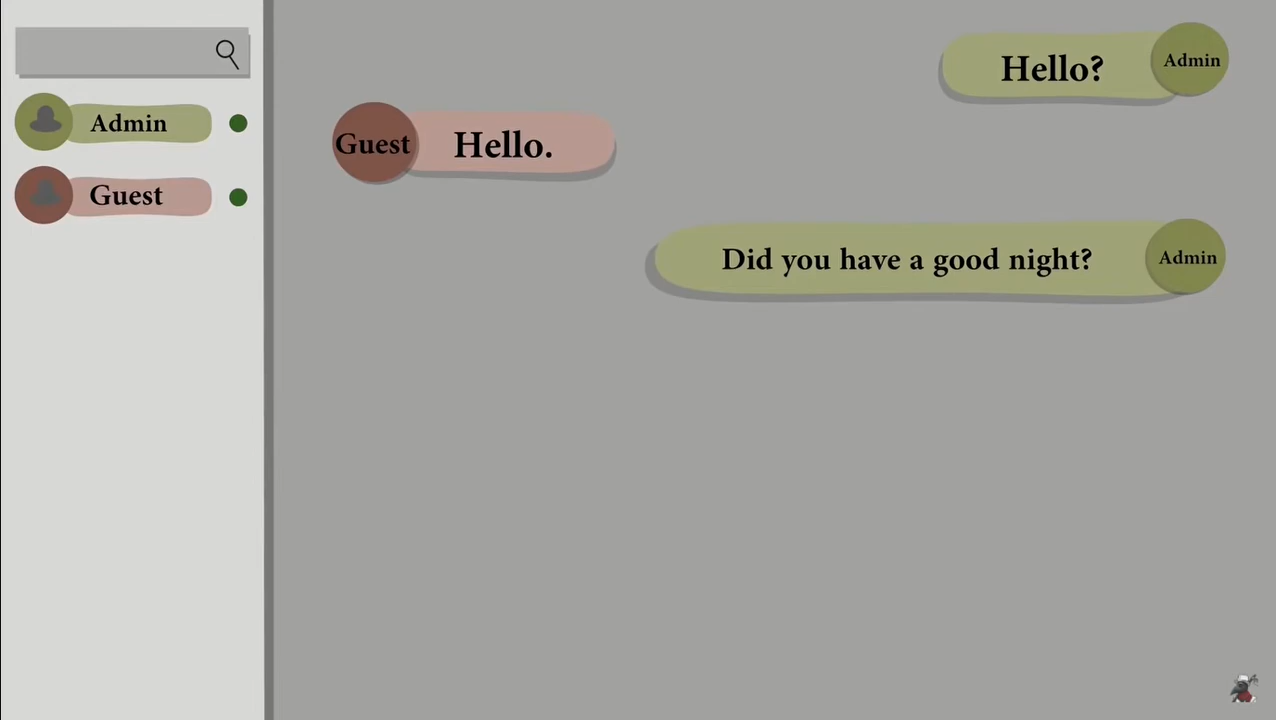 Admin
Guest
Hello?
Admin
Guest
Hello.
Did you have a good night?
Admin